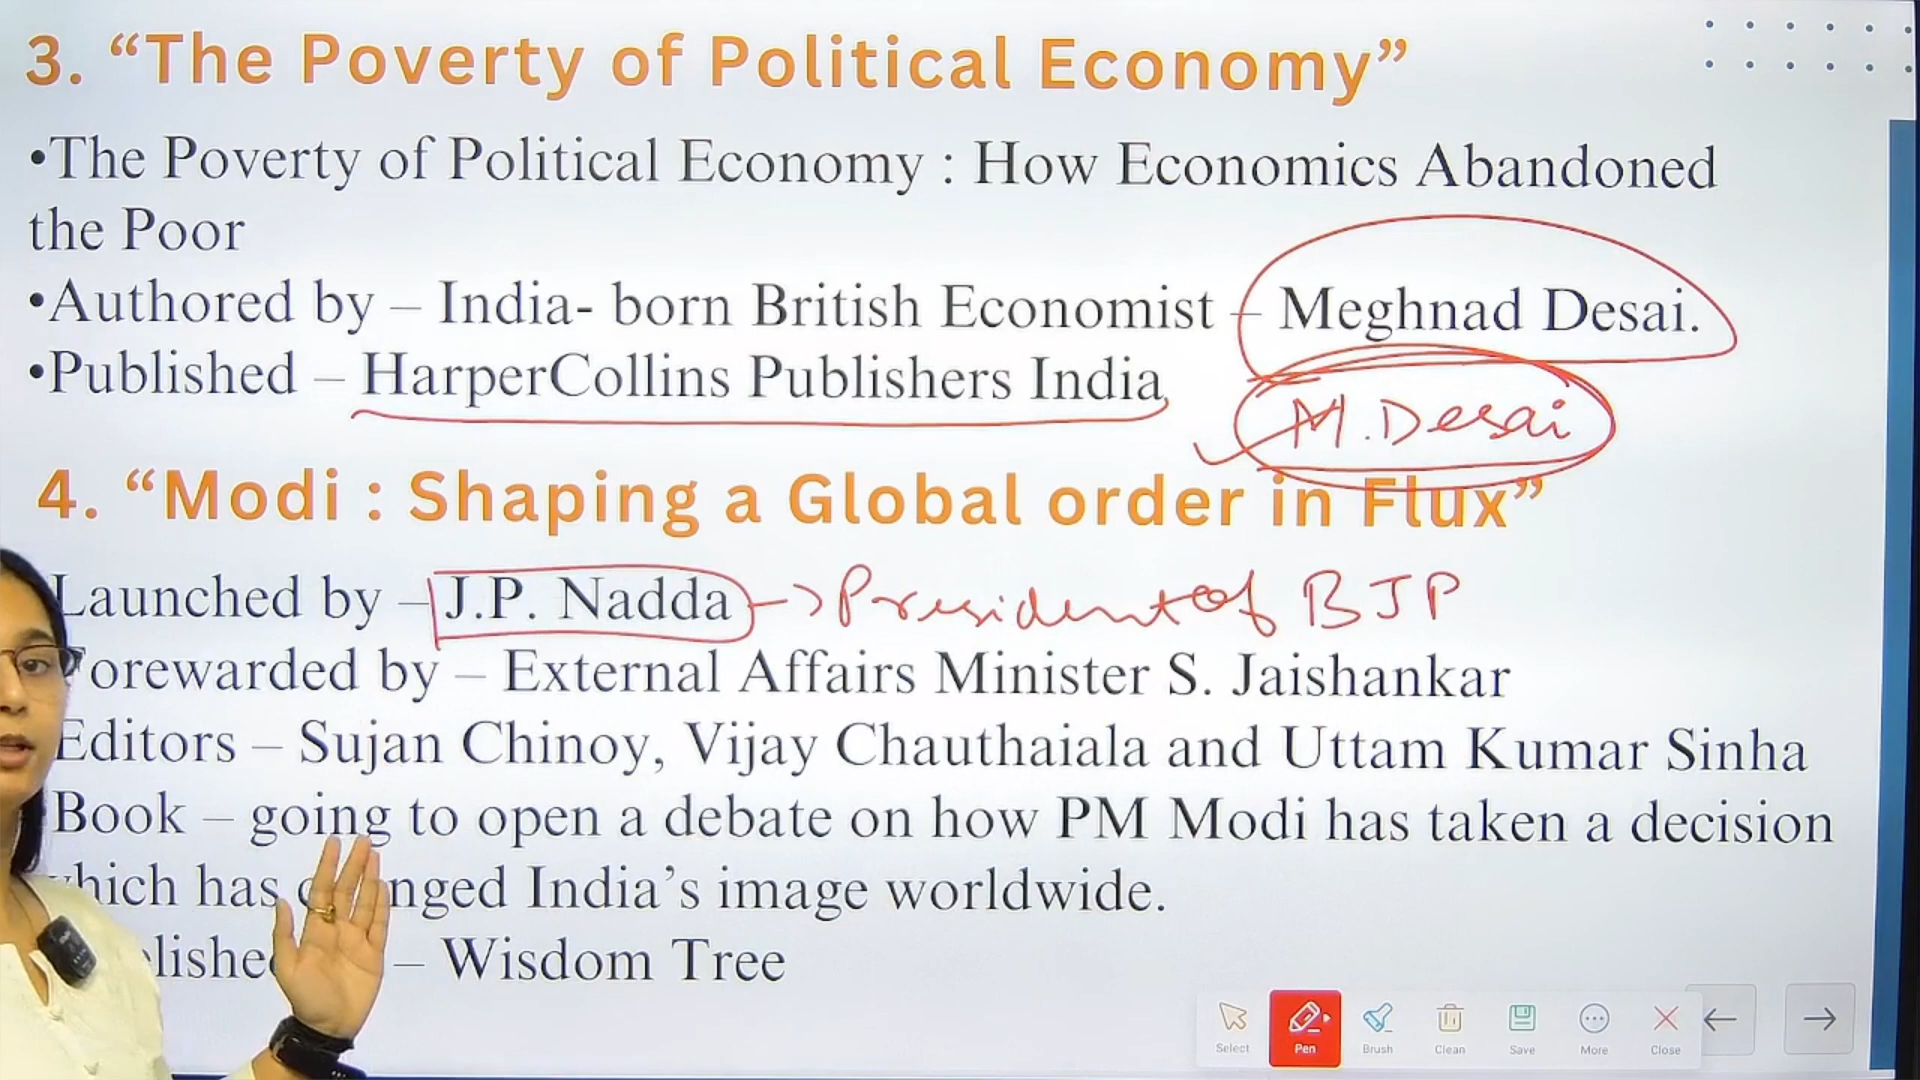 3. “The Poverty of Political Economy”
•The Poverty of Political Economy : How Economics Abandoned
the Poor
•Authored by – India- born British Economist – Meghnad Desai.
•Published – HarperCollins Publishers India
M. Desai
4. “Modi : Shaping a Global order in Flux”
Launched by – J.P. Nadda → President of BJP
Forewarded by – External Affairs Minister S. Jaishankar
Editors – Sujan Chinoy, Vijay Chauthaiala and Uttam Kumar Sinha
Book – going to open a debate on how PM Modi has taken a decision
which has changed India’s image worldwide.
– Wisdom Tree
Select Pen Brush Clean Save More Close